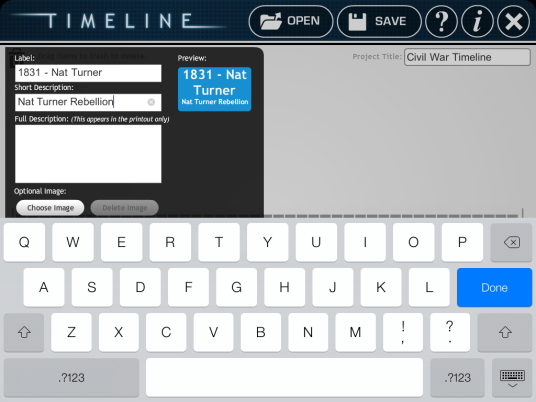 TIMELINE
OPEN
SAVE
?
i
X
Project Title: Civil War Timeline
Label:
1831 - Nat Turner
Short Description:
Nat Turner Rebellion
Full Description: (This appears in the printout only)
Optional Image:
Choose Image
Delete Image
Preview:
1831 - Nat
Turner
Nat Turner Rebellion
Q W E R T Y U I O P
A S D F G H J K L Done
Z X C V B N M ! , ? .
.?123 .?123